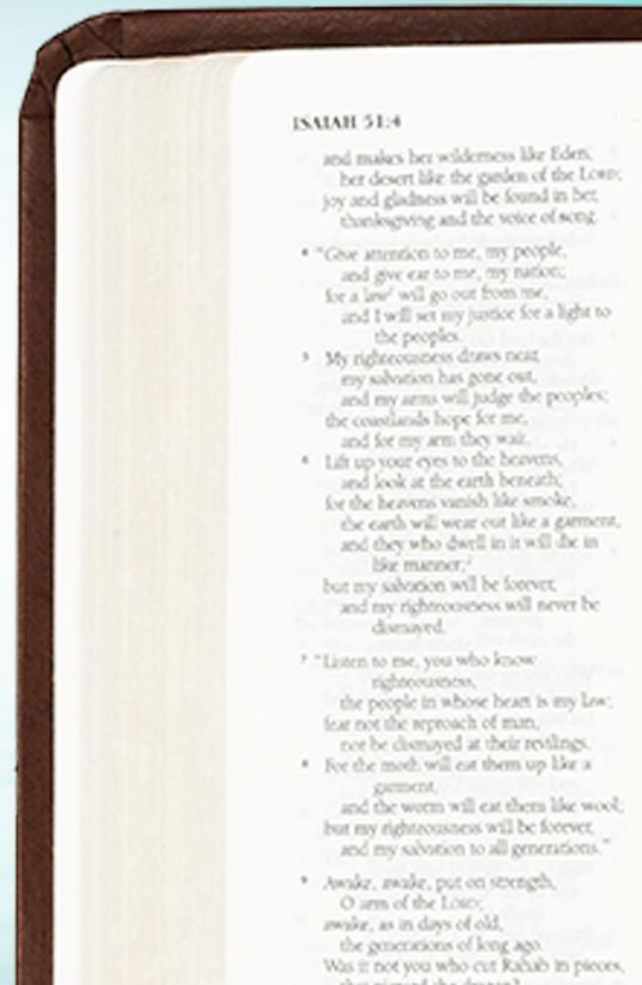 ISAIAH 51:4
and makes her wilderness like Eden,
her desert like the garden of the LORD;
joy and gladness will be found in her,
thanksgiving and the voice of song.
4 "Give attention to me, my people,
and give ear to me, my nation;
for a law will go out from me,
and I will set my justice for a light to
the peoples.
5 My righteousness draws near,
my salvation has gone out,
and my arms will judge the peoples;
the coastlands hope for me,
and for my arm they wait.
6 Lift up your eyes to the heavens,
and look at the earth beneath;
for the heavens vanish like smoke,
the earth will wear out like a garment,
and they who dwell in it will die in
like manner;
but my salvation will be forever,
and my righteousness will never be
dismayed.
7 "Listen to me, you who know
righteousness,
the people in whose heart is my law;
fear not the reproach of man,
nor be dismayed at their revilings.
8 For the moth will eat them up like a
garment,
and the worm will eat them like wool;
but my righteousness will be forever,
and my salvation to all generations."
9 Awake, awake, put on strength,
O arm of the LORD;
awake, as in days of old,
the generations of long ago.
Was it not you who cut Rahab in pieces,
that pierced the dragon?